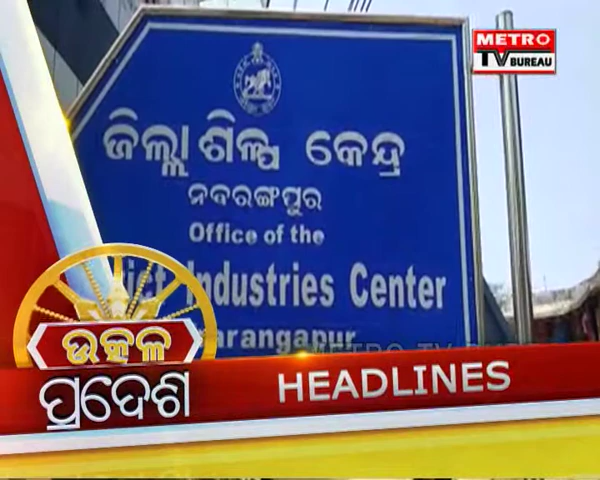 METRO
TV BUREAU
ଜିଲ୍ଲା ଶିଳ୍ପ କେନ୍ଦ୍ର
ନବରଙ୍ଗପୁର
Office of the
Industries Center
ଉତ୍କଳ
ପ୍ରଦେଶ
HEADLINES